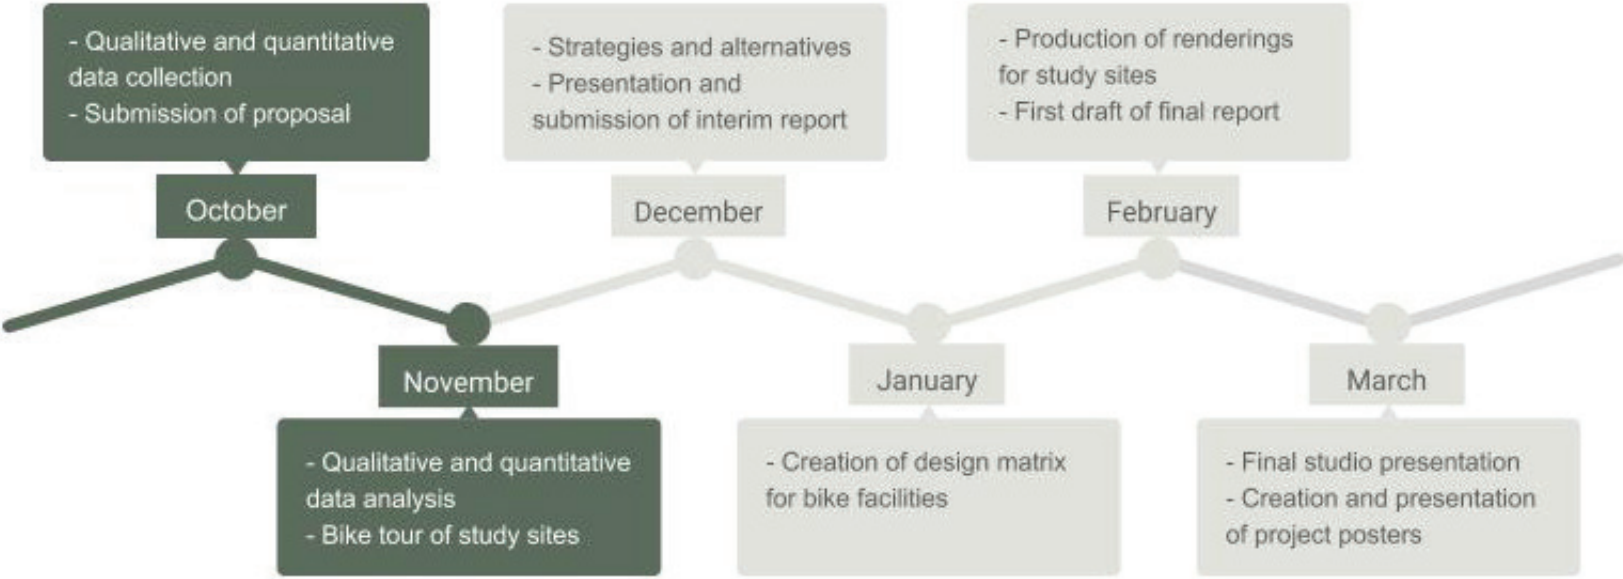 - Qualitative and quantitative
data collection
- Submission of proposal
October
- Strategies and alternatives
- Presentation and
submission of interim report
December
- Production of renderings
for study sites
- First draft of final report
February
November
- Qualitative and quantitative
data analysis
- Bike tour of study sites
January
- Creation of design matrix
for bike facilities
March
- Final studio presentation
- Creation and presentation
of project posters